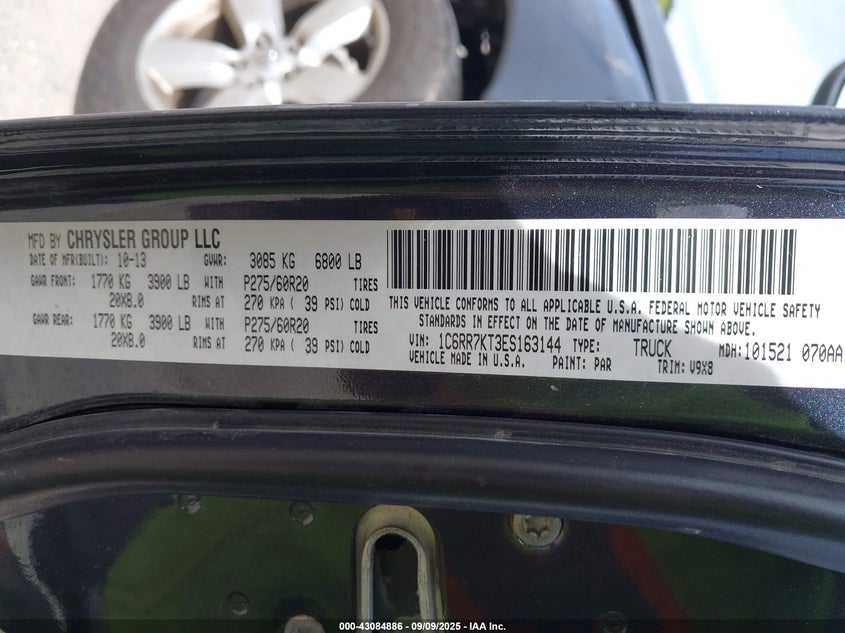 MFD BY CHRYSLER GROUP LLC
DATE OF MFR(BUILT): 10-13 GVWR: 3085 KG 6800 LB
GAWR FRONT: 1770 KG 3900 LB WITH P275/60R20 TIRES
20X8.0 RIMS AT 270 KPA ( 39 PSI) COLD
GAWR REAR: 1770 KG 3900 LB WITH P275/60R20 TIRES
20X8.0 RIMS AT 270 KPA ( 39 PSI) COLD
THIS VEHICLE CONFORMS TO ALL APPLICABLE U.S.A. FEDERAL MOTOR VEHICLE SAFETY
STANDARDS IN EFFECT ON THE DATE OF MANUFACTURE SHOWN ABOVE.
VIN: 1C6RR7KT3ES163144 TYPE: TRUCK MDH:101521 070AA
VEHICLE MADE IN U.S.A. PAINT: PAR TRIM: V9X8
000-43084886 - 09/09/2025 - IAA Inc.